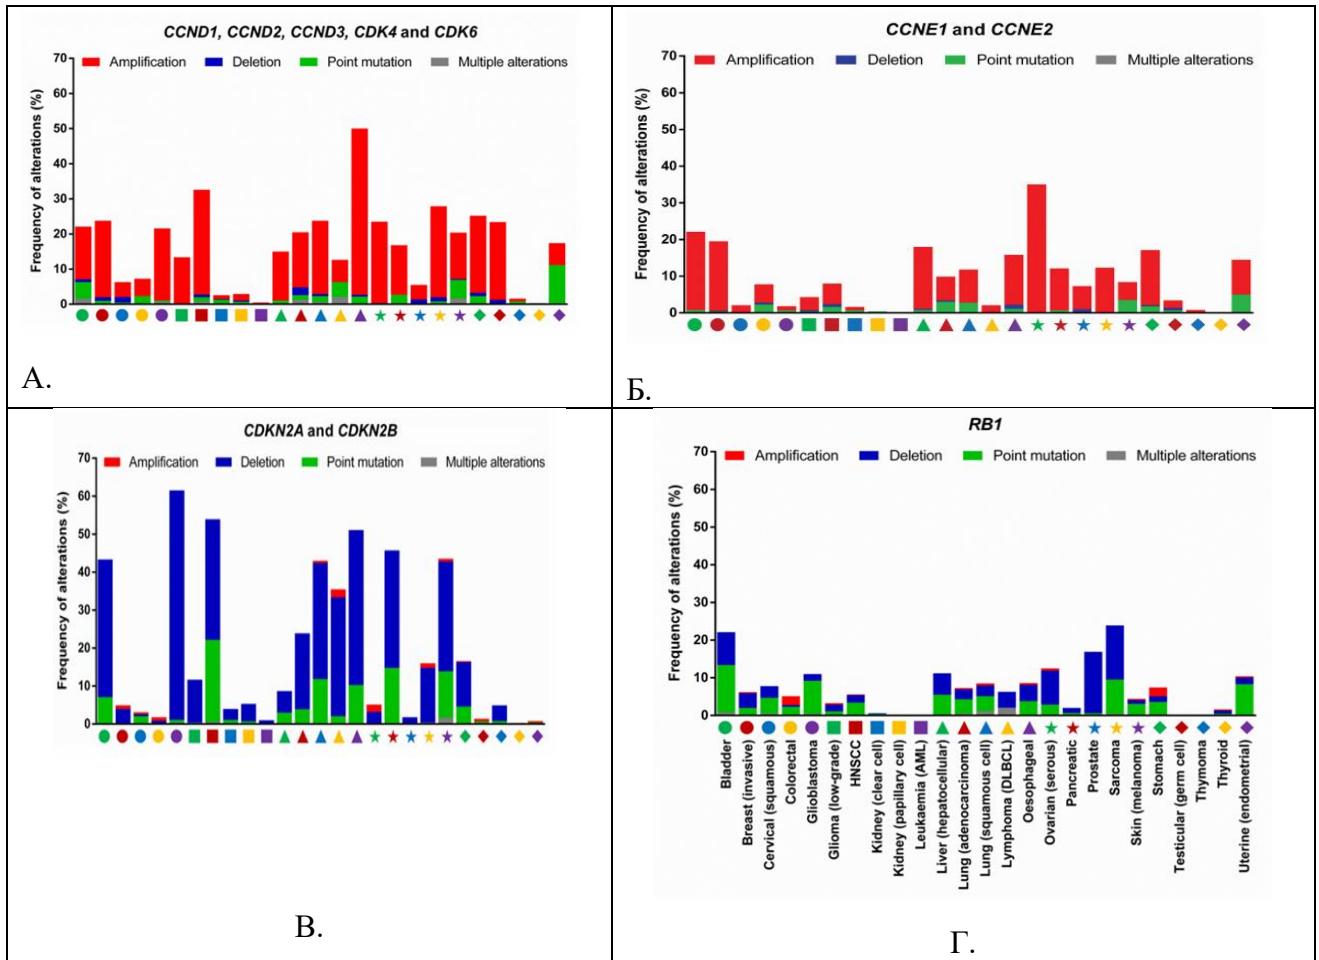 CCND1, CCND2, CCND3, CDK4 and CDK6
Amplification Deletion Point mutation Multiple alterations
Frequency of alterations (%)
70
60
50
40
30
20
10
0
А.
CCNE1 and CCNE2
Amplification Deletion Point mutation Multiple alterations
Frequency of alterations (%)
70
60
50
40
30
20
10
0
Б.
CDKN2A and CDKN2B
Amplification Deletion Point mutation Multiple alterations
Frequency of alterations (%)
70
60
50
40
30
20
10
0
В.
RB1
Amplification Deletion Point mutation Multiple alterations
Frequency of alterations (%)
70
60
50
40
30
20
10
0
Bladder
Breast (invasive)
Cervical (squamous)
Colorectal
Glioblastoma
Glioma (low-grade)
HNSCC
Kidney (clear cell)
Kidney (papillary cell)
Leukaemia (AML)
Liver (hepatocellular)
Lung (adenocarcinoma)
Lung (squamous cell)
Lymphoma (DLBCL)
Oesophageal
Ovarian (serous)
Pancreatic
Prostate
Sarcoma
Skin (melanoma)
Stomach
Testicular (germ cell)
Thymoma
Thyroid
Uterine (endometrial)
Г.